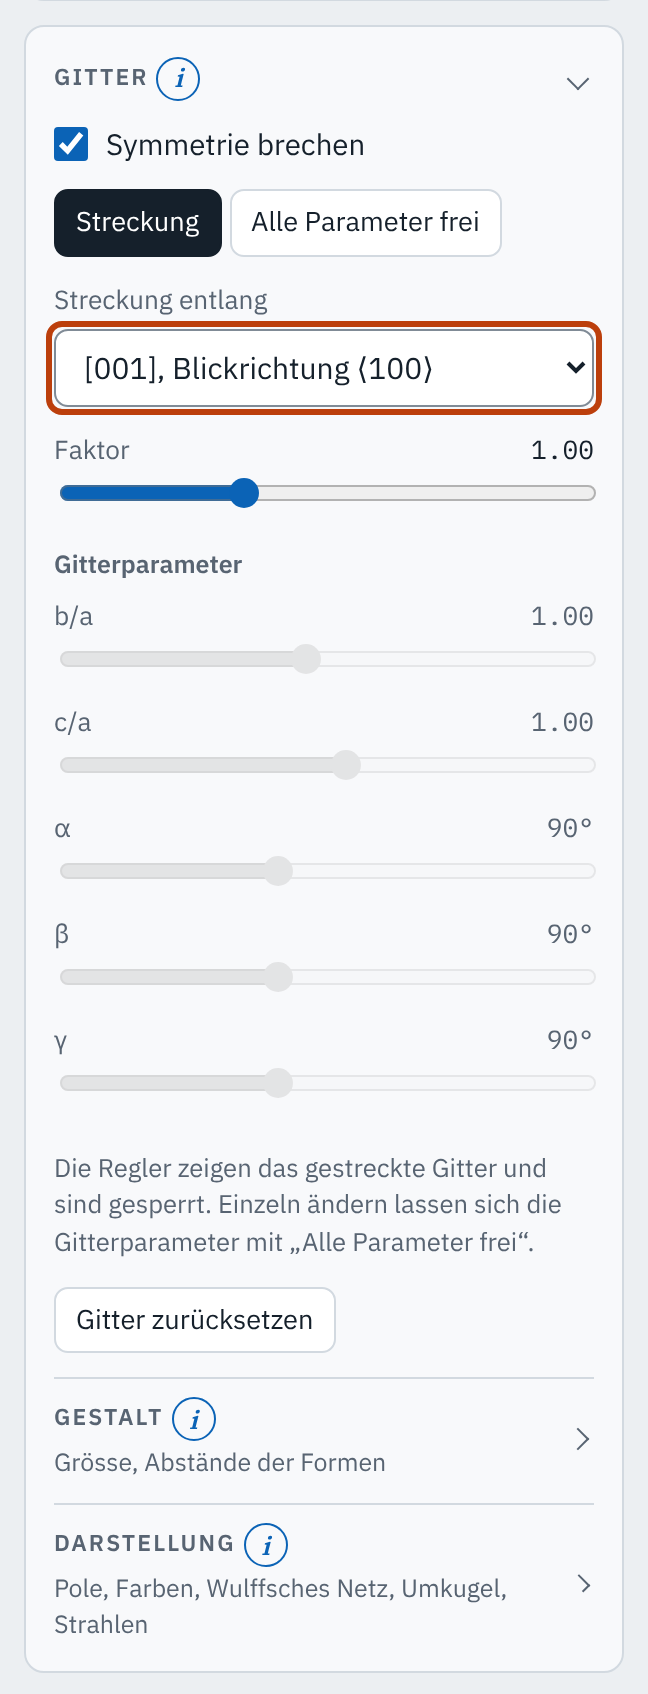 GITTER i
Symmetrie brechen
Streckung
Alle Parameter frei
Streckung entlang
[001], Blickrichtung ⟨100⟩
Faktor 1.00
Gitterparameter
b/a 1.00
c/a 1.00
α 90°
β 90°
γ 90°
Die Regler zeigen das gestreckte Gitter und
sind gesperrt. Einzeln ändern lassen sich die
Gitterparameter mit „Alle Parameter frei“.
Gitter zurücksetzen
GESTALT i
Grösse, Abstände der Formen
DARSTELLUNG i
Pole, Farben, Wulffsches Netz, Umkugel,
Strahlen